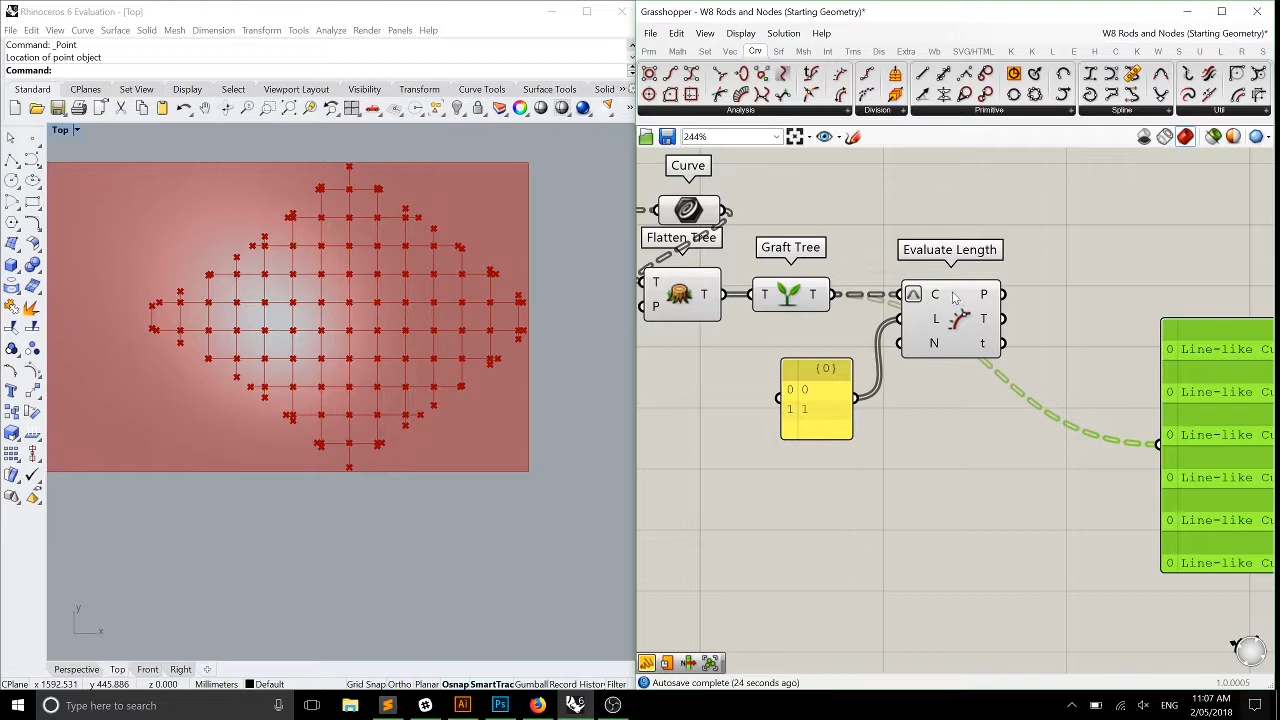 Rhinoceros 6 Evaluation - [Top]
File Edit View Curve Surface Solid Mesh Dimension Transform Tools Analyze Render Panels Help
Command: _Point
Location of point object
Command:
Standard CPlanes Set View Display Select Viewport Layout Visibility Transform Curve Tools Surface Tools Solid
Top
y
x
Perspective Top Front Right
CPlane x 1592.531 y 445.886 z 0.000 Millimeters Default Grid Snap Ortho Planar Osnap SmartTrac Gumball Record History Filter
Grasshopper - W8 Rods and Nodes (Starting Geometry)*
File Edit View Display Solution Help W8 Rods and Nodes (Starting Geometry)*
Prm Math Set Vec Crv Srf Msh Int Trns Dis Extra Wb SVG/HTML K K K L E H C K M V L S U L R
Analysis Division Primitive Spline Util
244%
Curve
Flatten Tree
Graft Tree
Evaluate Length
T P T
T T
C L N P T t
{0}
0 0
1 1
0 Line-like Cu
0 Line-like Cu
0 Line-like Cu
0 Line-like Cu
0 Line-like Cu
0 Line-like Cu
Autosave complete (24 seconds ago)
1.0.0005
Type here to search
Ai
Ps
ENG
11:07 AM
2/05/2018